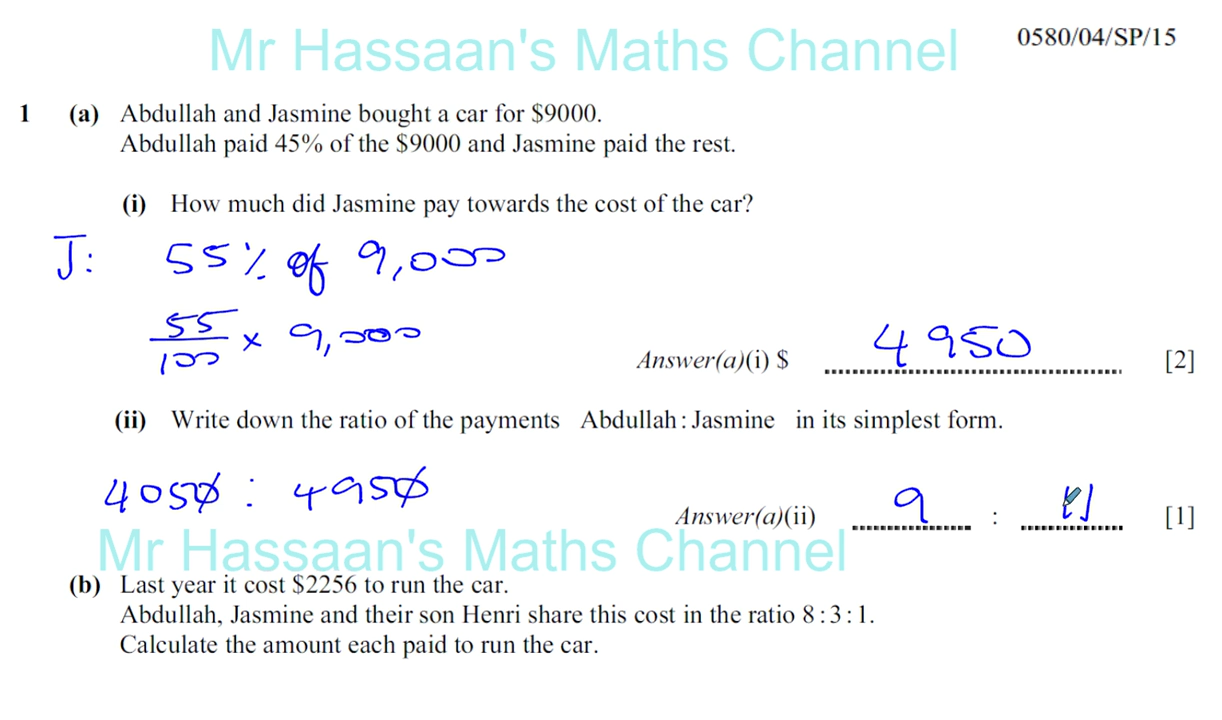 Mr Hassaan's Maths Channel
0580/04/SP/15
1 (a) Abdullah and Jasmine bought a car for $9000.
Abdullah paid 45% of the $9000 and Jasmine paid the rest.
(i) How much did Jasmine pay towards the cost of the car?
J: 55% of 9,000
55/100 × 9,000
Answer(a)(i) $ 4950 [2]
(ii) Write down the ratio of the payments Abdullah : Jasmine in its simplest form.
4050 : 4950
Answer(a)(ii) 9 : 11 [1]
Mr Hassaan's Maths Channel
(b) Last year it cost $2256 to run the car.
Abdullah, Jasmine and their son Henri share this cost in the ratio 8 : 3 : 1.
Calculate the amount each paid to run the car.